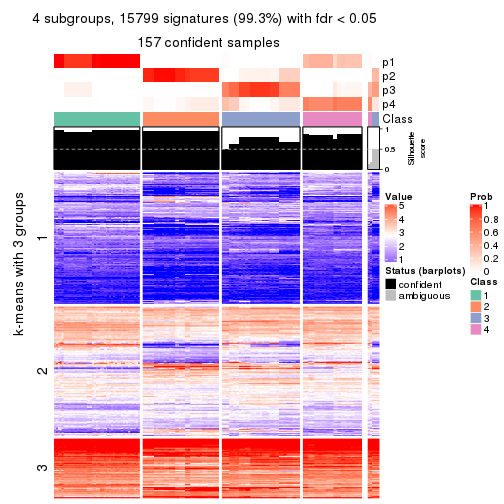 4 subgroups, 15799 signatures (99.3%) with fdr < 0.05
157 confident samples
p1
p2
p3
p4
Class
1
0.5
0
Silhouette
score
k-means with 3 groups
1
2
3
Value
5
4
3
2
1
Status (barplots)
confident
ambiguous
Prob
1
0.8
0.6
0.4
0.2
0
Class
1
2
3
4